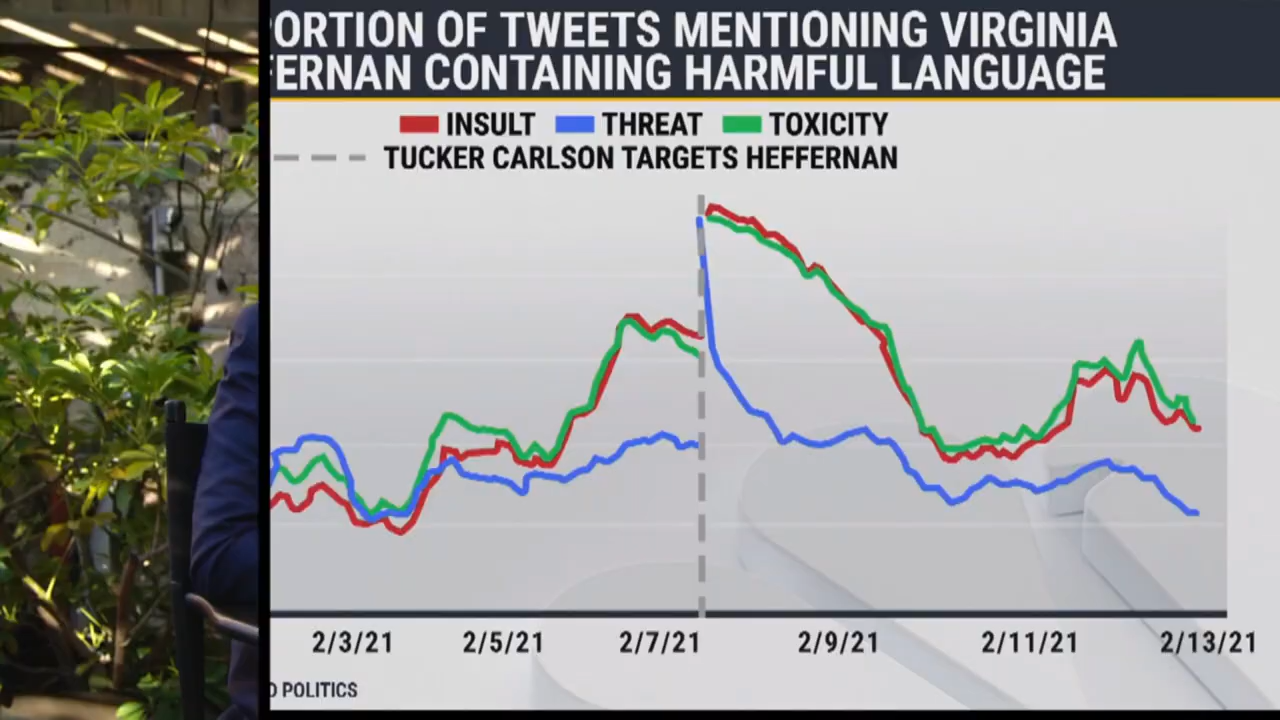 PORTION OF TWEETS MENTIONING VIRGINIA
FERNAN CONTAINING HARMFUL LANGUAGE
INSULT THREAT TOXICITY
TUCKER CARLSON TARGETS HEFFERNAN
2/3/21 2/5/21 2/7/21 2/9/21 2/11/21 2/13/21
D POLITICS